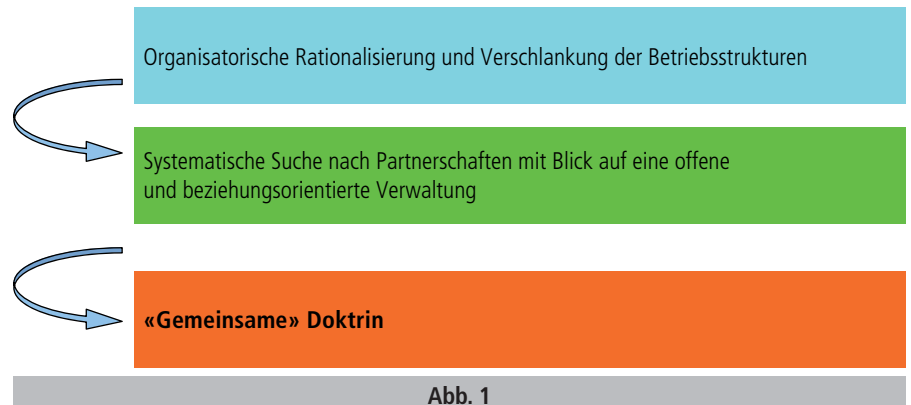 Organisatorische Rationalisierung und Verschlankung der Betriebsstrukturen
Systematische Suche nach Partnerschaften mit Blick auf eine offene
und beziehungsorientierte Verwaltung
«Gemeinsame» Doktrin
Abb. 1